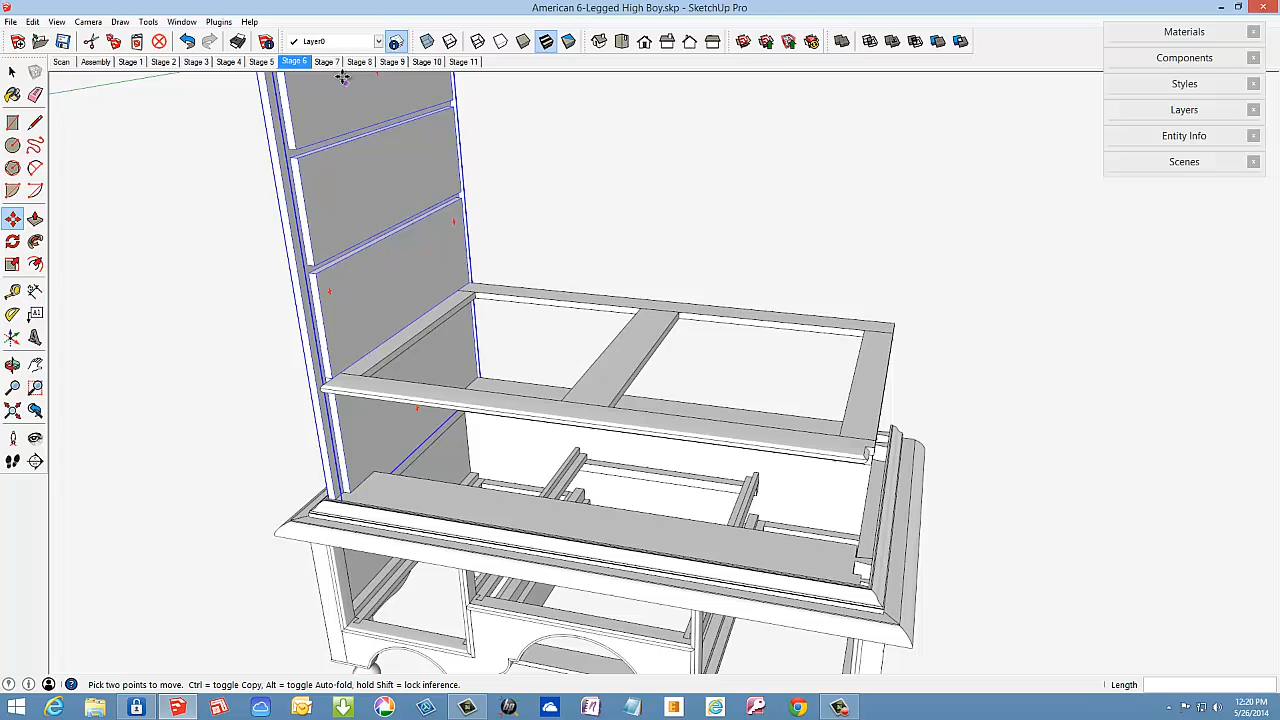 American 6-Legged High Boy.skp - SketchUp Pro
File Edit View Camera Draw Tools Window Plugins Help
Layer0
Scan Assembly Stage 1 Stage 2 Stage 3 Stage 4 Stage 5 Stage 6 Stage 7 Stage 8 Stage 9 Stage 10 Stage 11
Materials
Components
Styles
Layers
Entity Info
Scenes
A1
Pick two points to move. Ctrl = toggle Copy, Alt = toggle Auto-fold, hold Shift = lock inference.
Length
12:20 PM
5/26/2014